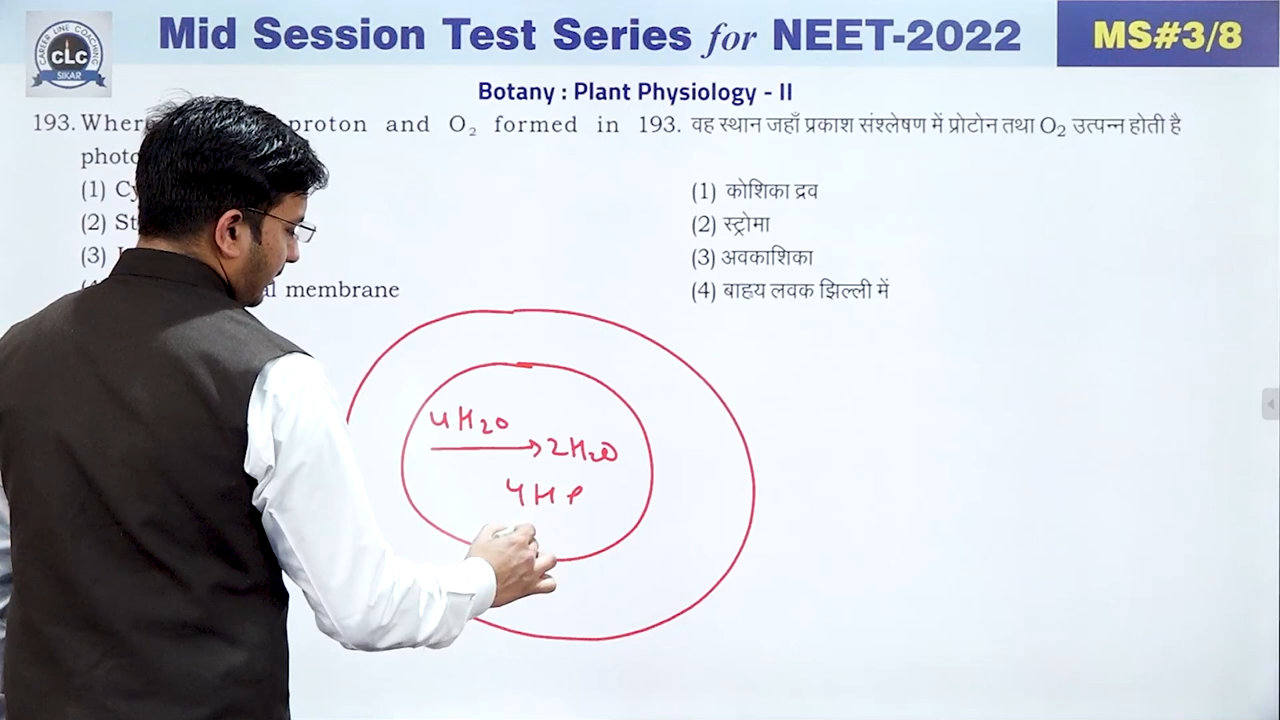 CAREER LINE COACHING
CLC
SIKAR
Mid Session Test Series for NEET-2022
MS#3/8
Botany : Plant Physiology - II
193. Where proton and O₂ formed in
photo
(1) Cy
(2) St
(3)
al membrane
193. वह स्थान जहाँ प्रकाश संश्लेषण में प्रोटोन तथा O₂ उत्पन्न होती है
(1) कोशिका द्रव
(2) स्ट्रोमा
(3) अवकाशिका
(4) बाहृय लवक झिल्ली में
4H₂O
→ 2H₂O
4H